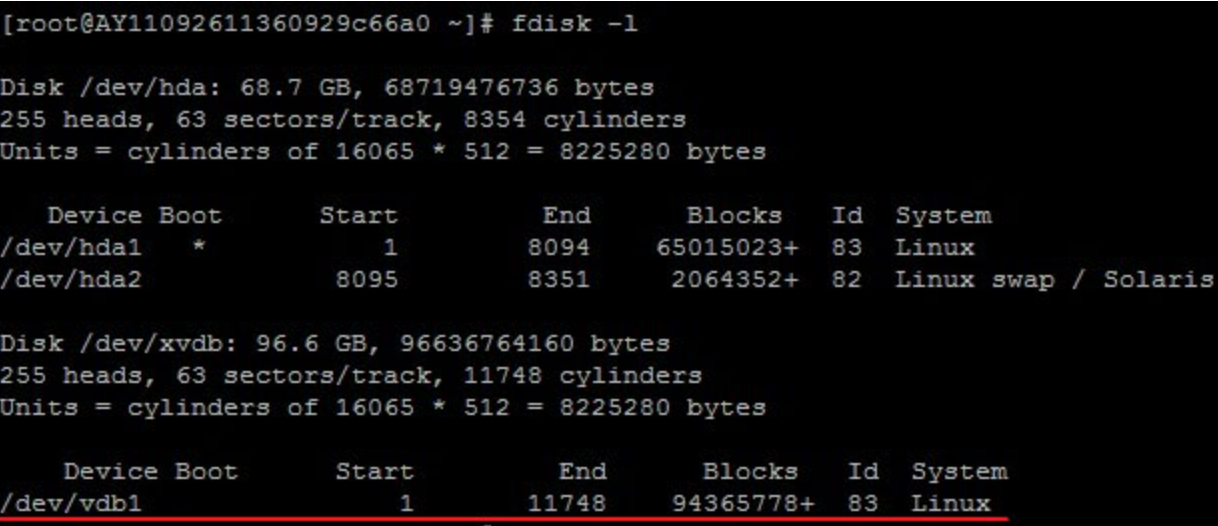 [root@AY11092611360929c66a0 ~]# fdisk -l
Disk /dev/hda: 68.7 GB, 68719476736 bytes
255 heads, 63 sectors/track, 8354 cylinders
Units = cylinders of 16065 * 512 = 8225280 bytes
Device Boot Start End Blocks Id System
/dev/hda1 * 1 8094 65015023+ 83 Linux
/dev/hda2 8095 8351 2064352+ 82 Linux swap / Solaris
Disk /dev/xvdb: 96.6 GB, 96636764160 bytes
255 heads, 63 sectors/track, 11748 cylinders
Units = cylinders of 16065 * 512 = 8225280 bytes
Device Boot Start End Blocks Id System
/dev/vdb1 1 11748 94365778+ 83 Linux